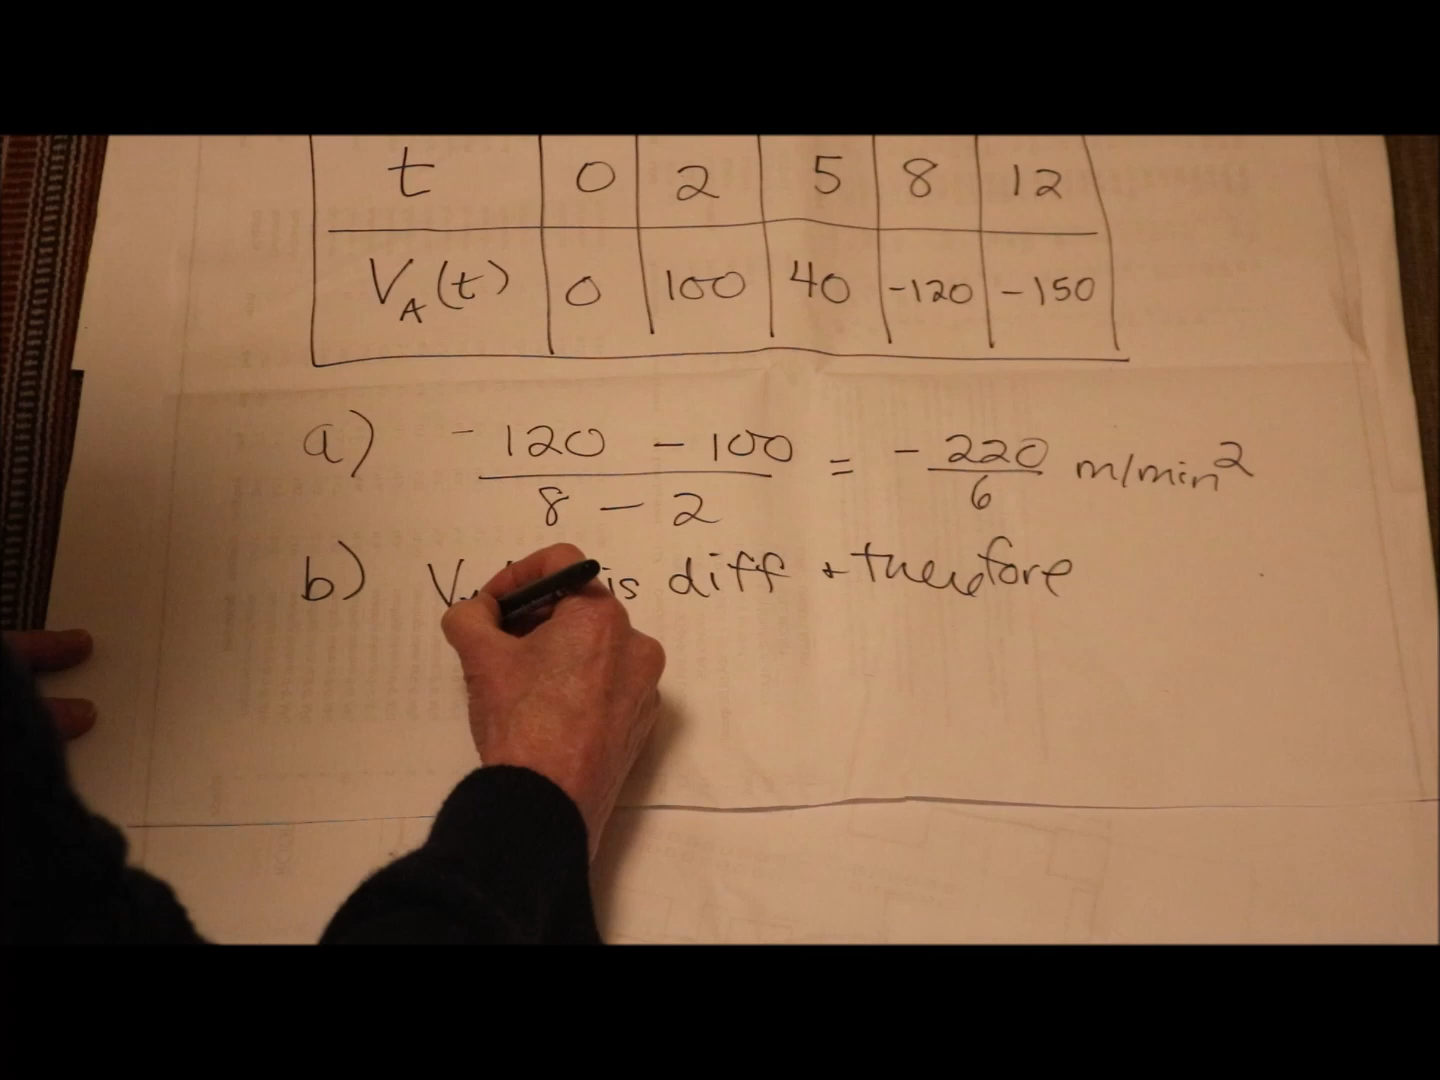 t 0 2 5 8 12
V_A(t) 0 100 40 -120 -150
a) -120 - 100 / 8 - 2 = -220 / 6 m/min²
b) is diff + therefore